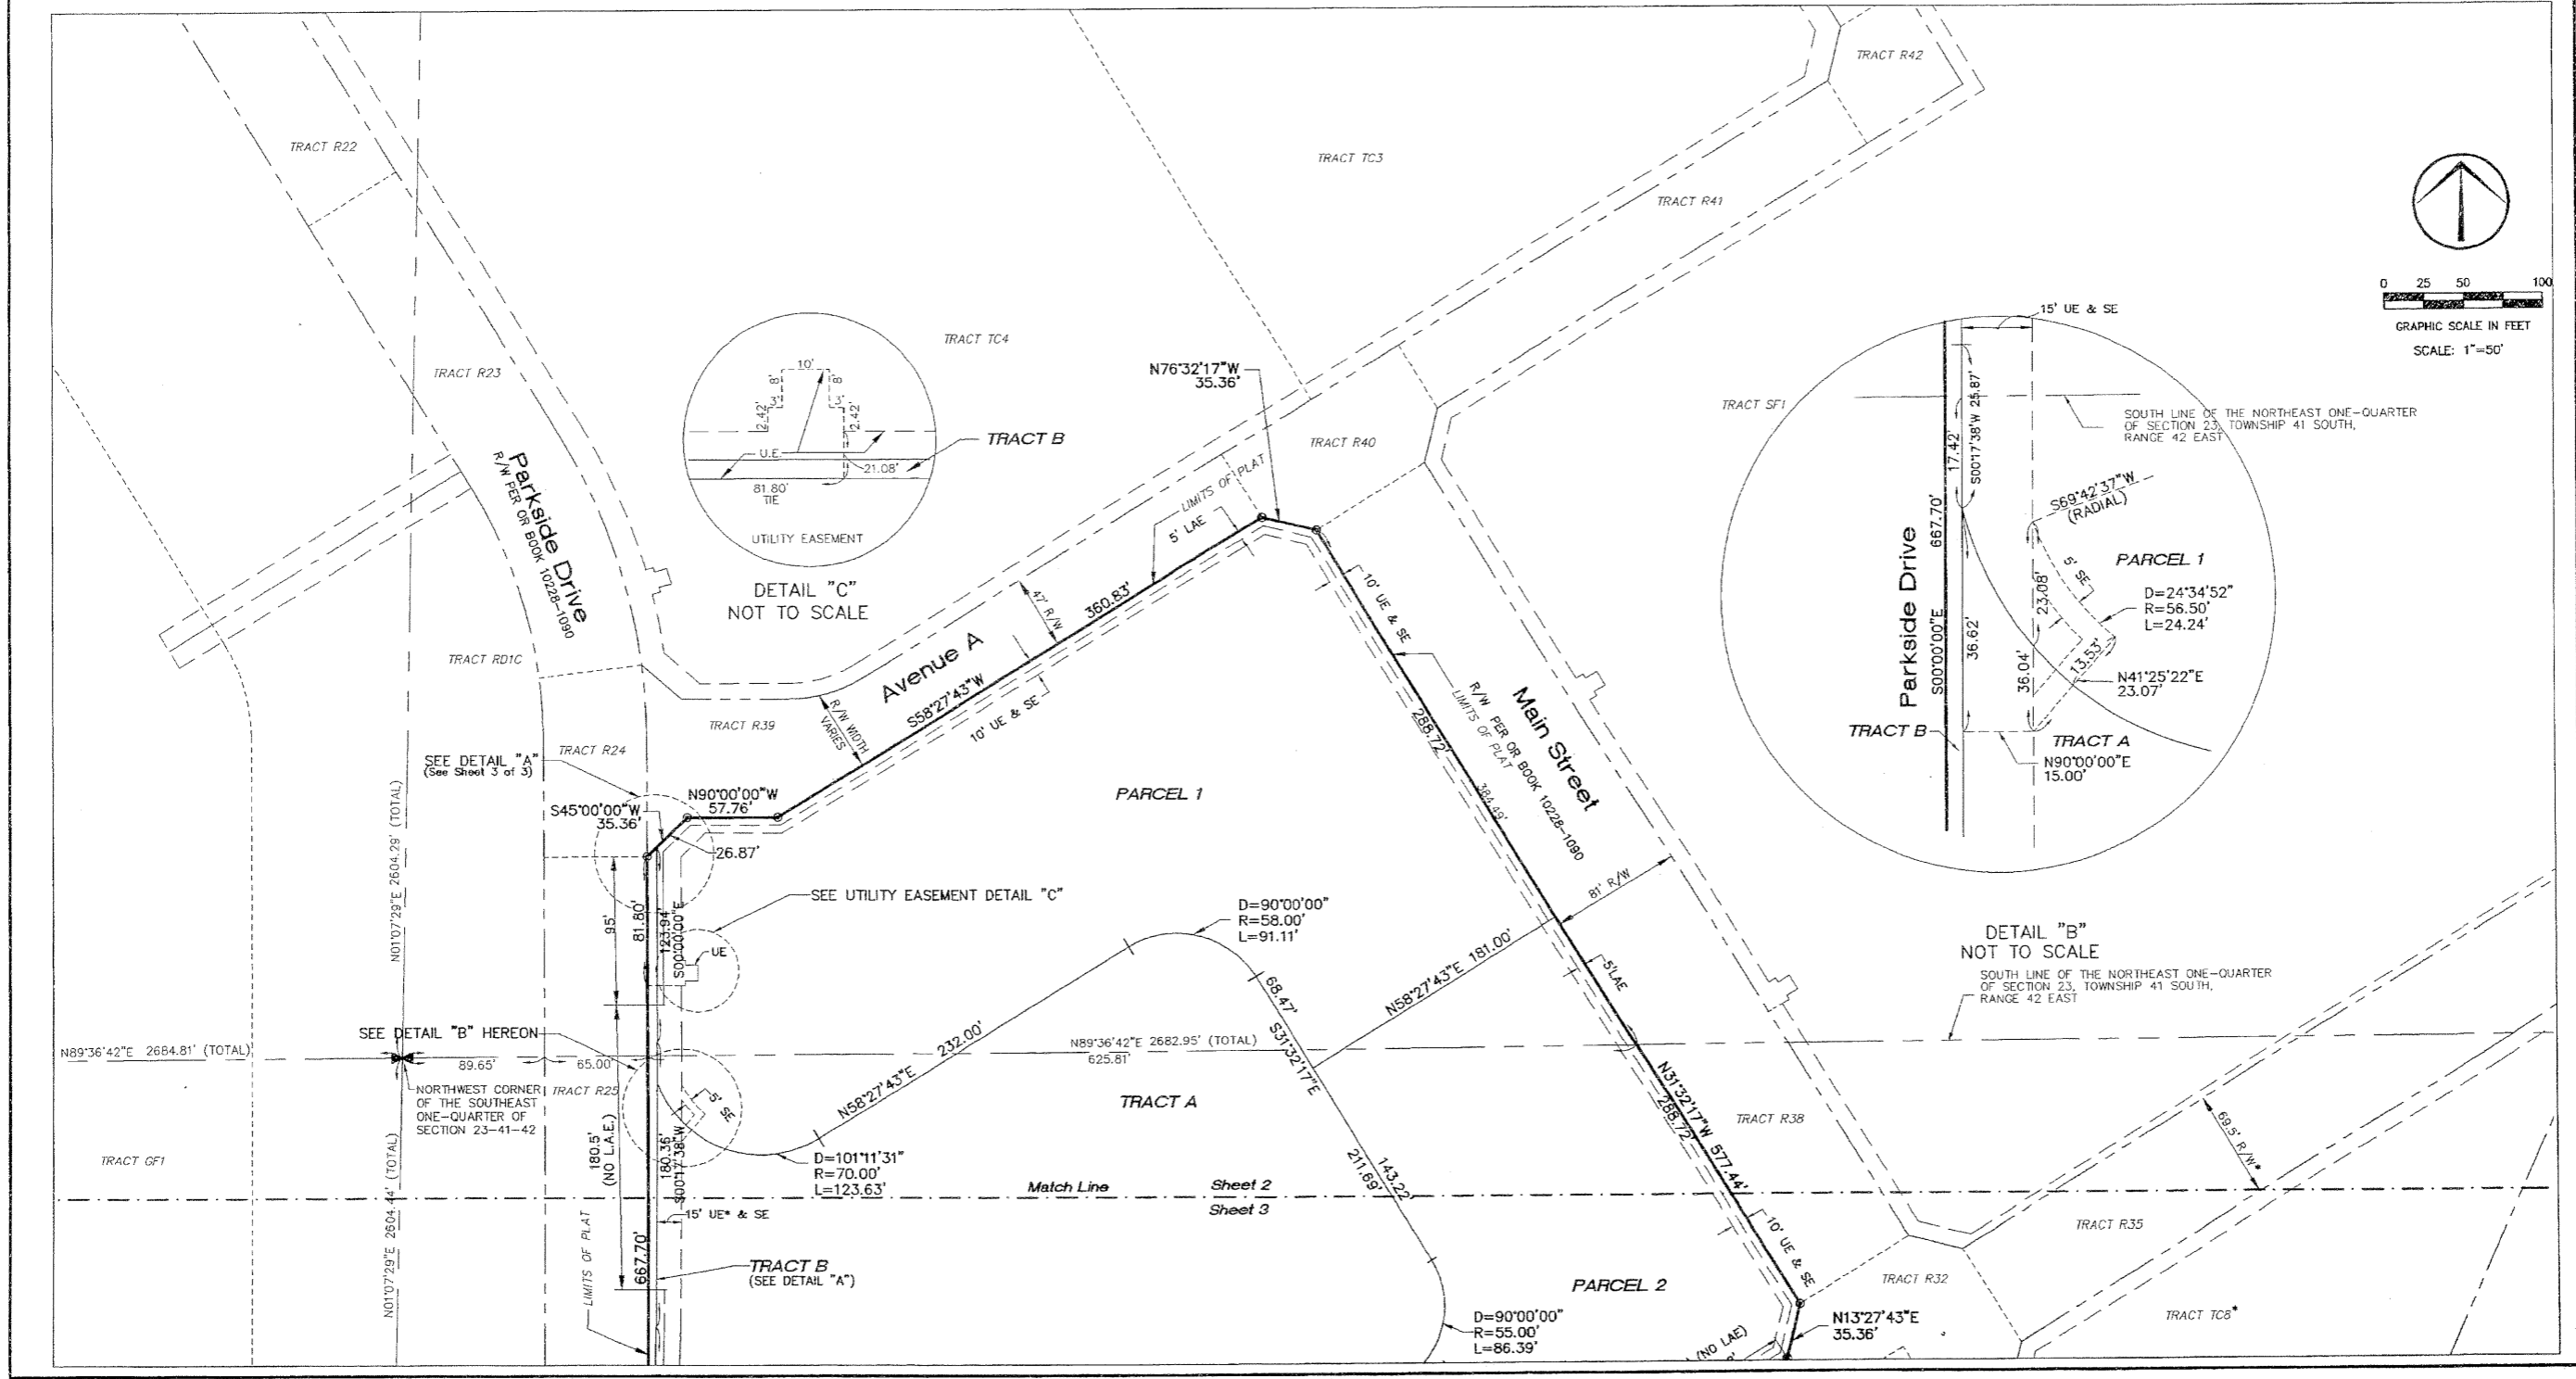 TRACT R42
TRACT R22
TRACT TC3
TRACT R41
0 25 50 100
GRAPHIC SCALE IN FEET
SCALE: 1"=50'
TRACT R23
TRACT TC4
N76°32'17"W
35.36'
TRACT R40
TRACT SF1
15' UE & SE
17.42'
S00°17'38"W 25.87'
SOUTH LINE OF THE NORTHEAST ONE-QUARTER
OF SECTION 23, TOWNSHIP 41 SOUTH,
RANGE 42 EAST
S69°42'37"W
(RADIAL)
PARCEL 1
5' SE
D=24°34'52"
R=56.50'
L=24.24'
Parkside Drive
S00°00'00"E 667.70'
36.62'
23.08'
36.04'
13.53'
N41°25'22"E
23.07'
TRACT B
TRACT A
N90°00'00"E
15.00'
DETAIL "B"
NOT TO SCALE
SOUTH LINE OF THE NORTHEAST ONE-QUARTER
OF SECTION 23, TOWNSHIP 41 SOUTH,
RANGE 42 EAST
10'
8'
8'
3'
3'
2.42'
2.42'
TRACT B
U.E.
21.08'
81.80'
TIE
UTILITY EASEMENT
DETAIL "C"
NOT TO SCALE
Parkside Drive
R/W PER OR BOOK 10228-1090
LIMITS OF PLAT
5' LAE
360.83'
47' R/W
Avenue A
S58°27'43"W
10' UE & SE
R/W WIDTH
VARIES
10' UE & SE
TRACT RD1C
TRACT R39
TRACT R24
SEE DETAIL "A"
(See Sheet 3 of 3)
N90°00'00"W
57.76'
S45°00'00"W
35.36'
26.87'
PARCEL 1
Main Street
R/W PER OR BOOK 10228-1090
LIMITS OF PLAT
288.72'
384.49'
81' R/W
SEE UTILITY EASEMENT DETAIL "C"
UE
95'
81.80'
123.94'
S00°00'00"E
D=90°00'00"
R=58.00'
L=91.11'
68.47'
S31°32'17"E
N58°27'43"E 181.00'
5'LAE
N01°07'29"E 2604.29' (TOTAL)
SEE DETAIL "B" HEREON
N89°36'42"E 2684.81' (TOTAL)
89.65'
65.00'
N89°36'42"E 2682.95' (TOTAL)
625.81'
232.00'
N58°27'43"E
NORTHWEST CORNER
OF THE SOUTHEAST
ONE-QUARTER OF
SECTION 23-41-42
TRACT R25
5' SE
TRACT A
N31°32'17"W 577.44'
288.72'
TRACT R38
69.5' R/W*
TRACT GF1
N01°07'29"E 2604.44' (TOTAL)
180.5'
(NO L.A.E.)
180.36'
S00°17'38"W
D=101°11'31"
R=70.00'
L=123.63'
Match Line
Sheet 2
Sheet 3
143.22'
211.69'
15' UE* & SE
LIMITS OF PLAT
667.70'
TRACT B
(SEE DETAIL "A")
10' UE & SE
TRACT R35
PARCEL 2
TRACT R32
TRACT TC8*
D=90°00'00"
R=55.00'
L=86.39'
(NO LAE)
N13°27'43"E
35.36'